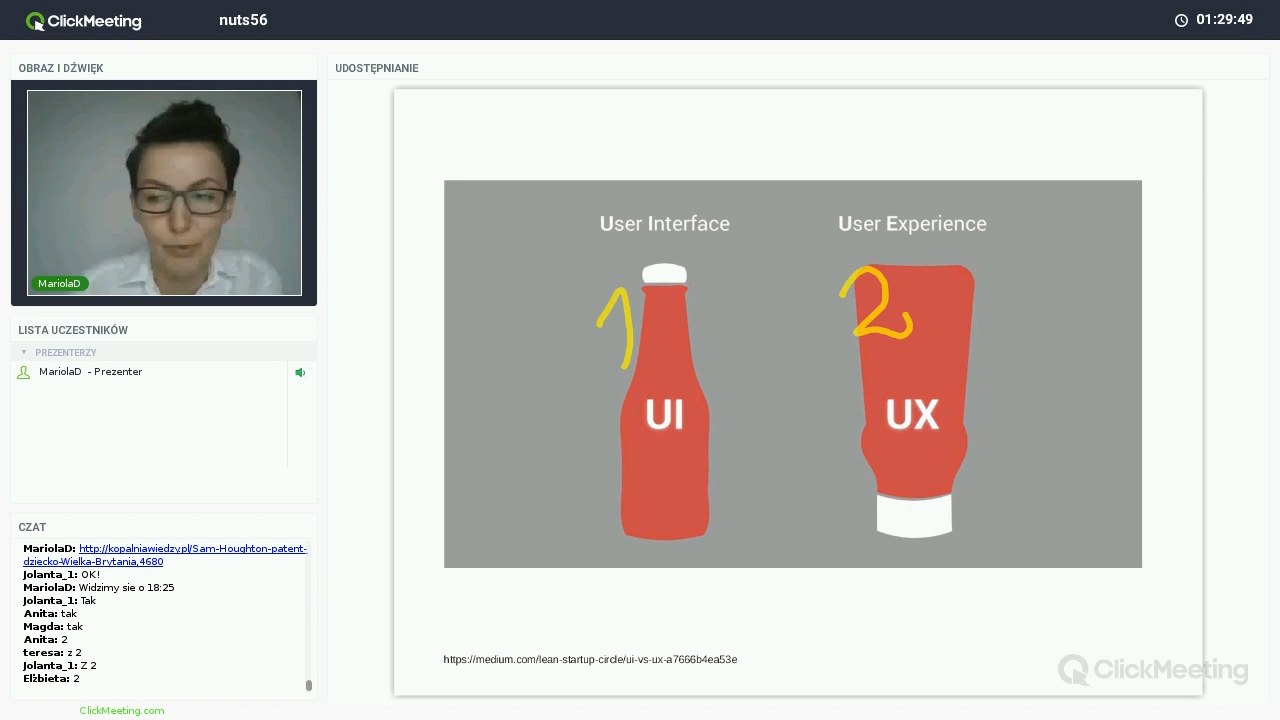 ClickMeeting
nuts56
01:29:49
OBRAZ I DŹWIĘK
MariolaD
LISTA UCZESTNIKÓW
PREZENTERZY
MariolaD - Prezenter
CZAT
MariolaD: http://kopalniawiedzy.pl/Sam-Houghton-patent-
dziecko-Wielka-Brytania,4680
Jolanta_1: OK!
MariolaD: Widzimy sie o 18:25
Jolanta_1: Tak
Anita: tak
Magda: tak
Anita: 2
teresa: z 2
Jolanta_1: Z 2
Elżbieta: 2
ClickMeeting.com
UDOSTĘPNIANIE
User Interface
User Experience
1
2
UI
UX
https://medium.com/lean-startup-circle/ui-vs-ux-a7666b4ea53e
ClickMeeting